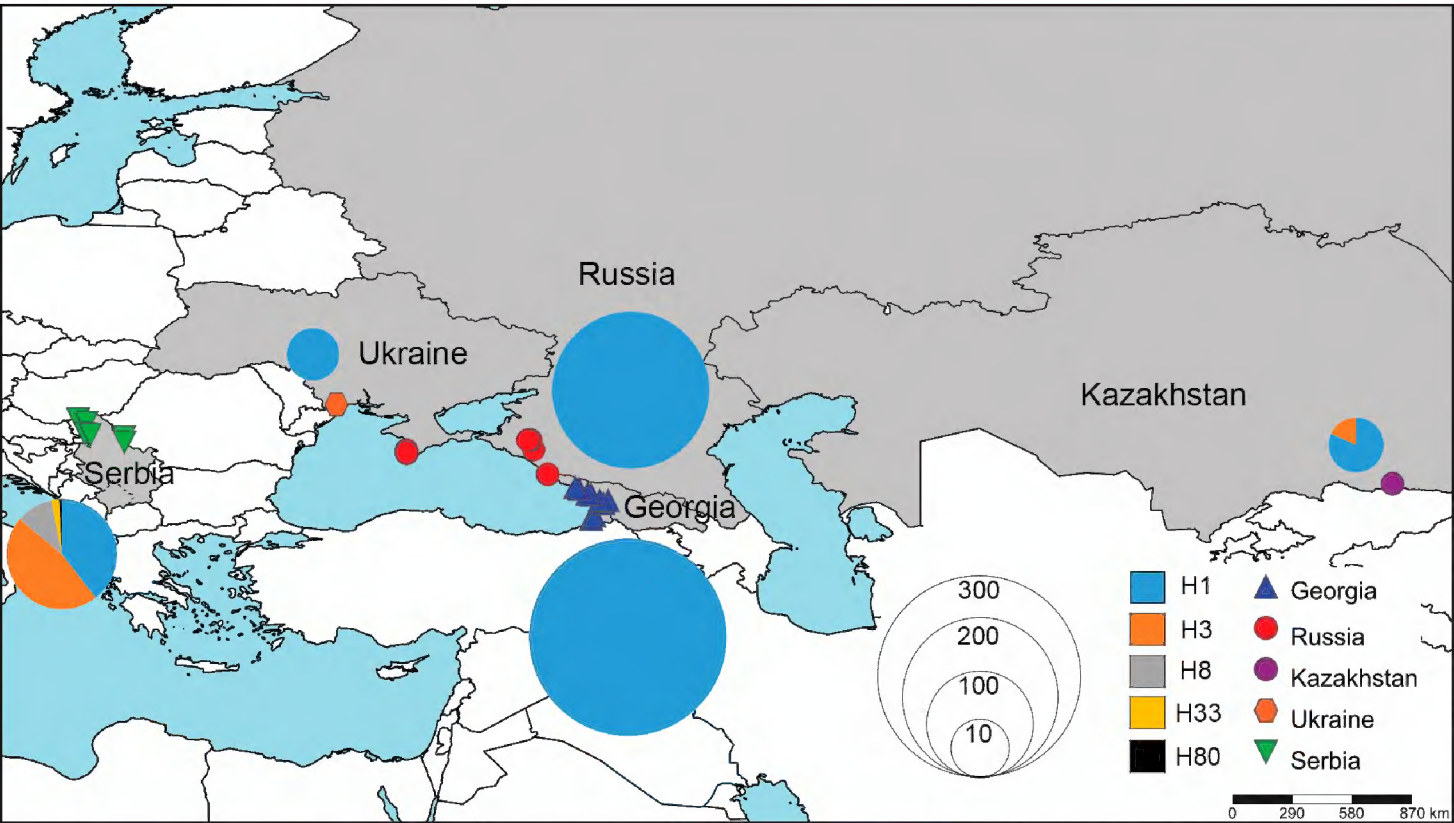 Russia
Ukraine
Kazakhstan
Serbia
Georgia
300
200
100
10
H1
H3
H8
H33
H80
Georgia
Russia
Kazakhstan
Ukraine
Serbia
0 290 580 870 km